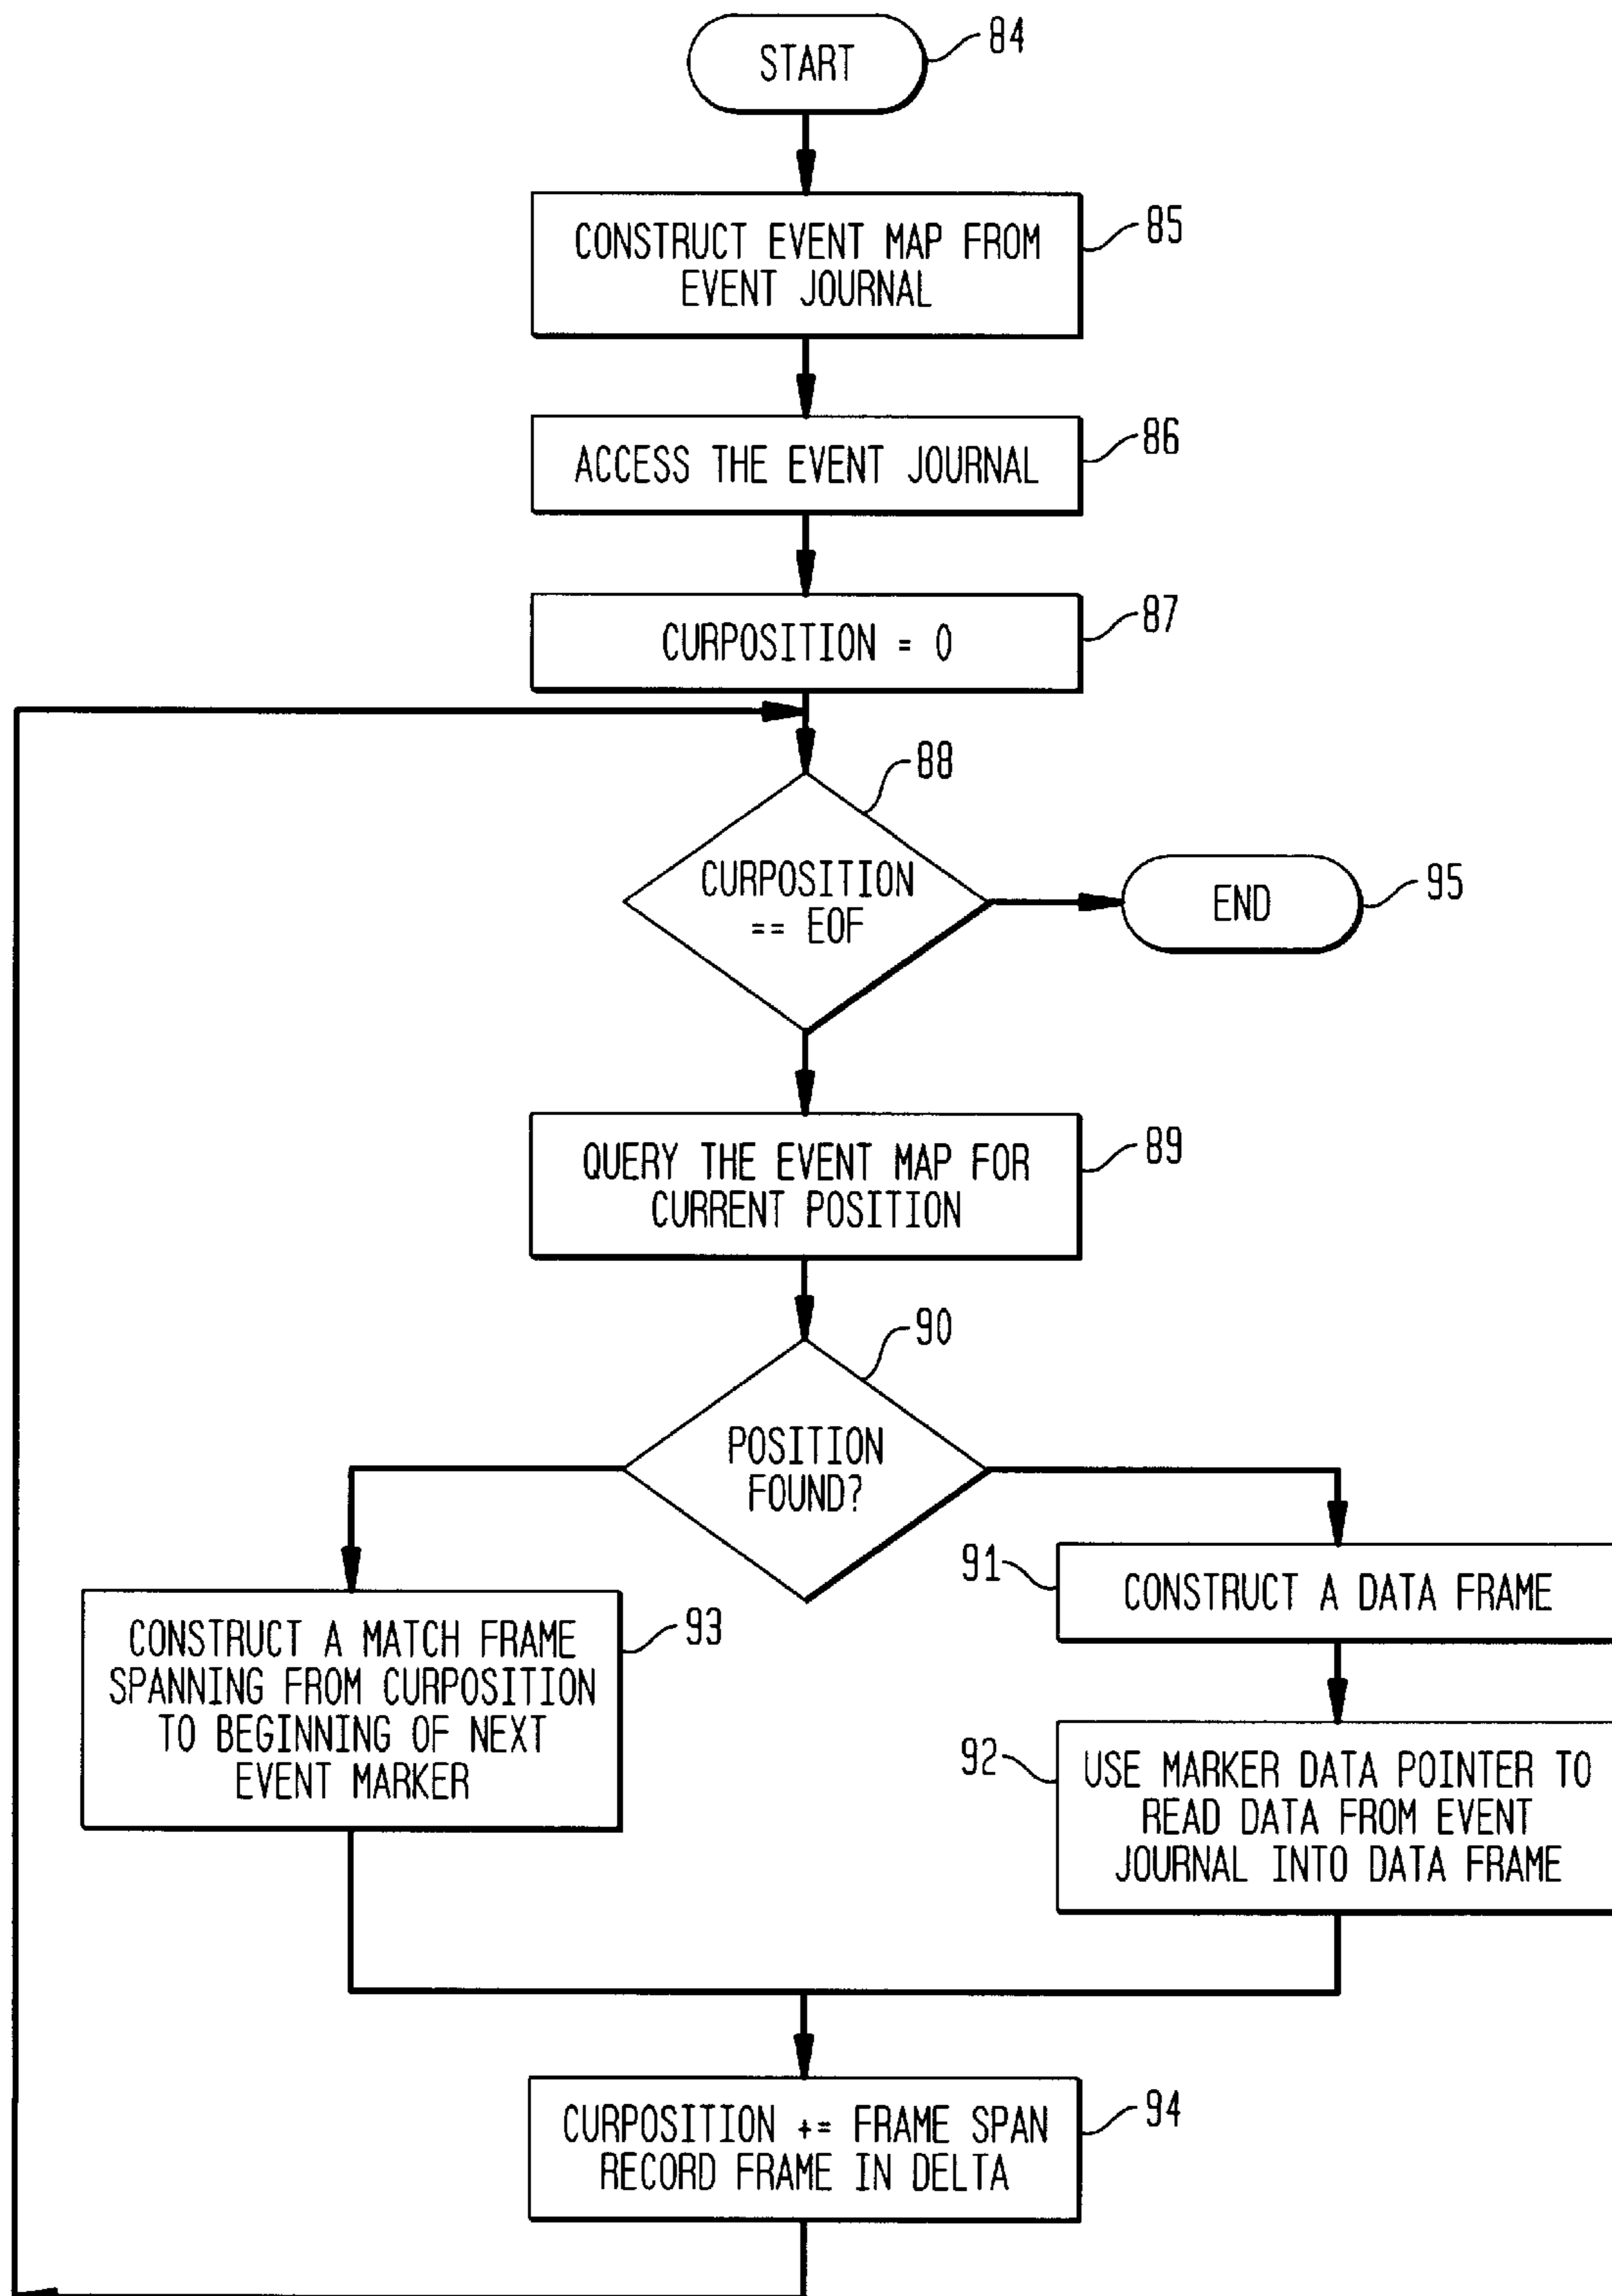 START
84
CONSTRUCT EVENT MAP FROM
EVENT JOURNAL
85
ACCESS THE EVENT JOURNAL
86
CURPOSITION = 0
87
88
CURPOSITION
== EOF
END
95
QUERY THE EVENT MAP FOR
CURRENT POSITION
89
90
POSITION
FOUND?
91
CONSTRUCT A DATA FRAME
CONSTRUCT A MATCH FRAME
SPANNING FROM CURPOSITION
TO BEGINNING OF NEXT
EVENT MARKER
93
92
USE MARKER DATA POINTER TO
READ DATA FROM EVENT
JOURNAL INTO DATA FRAME
CURPOSITION += FRAME SPAN
RECORD FRAME IN DELTA
94